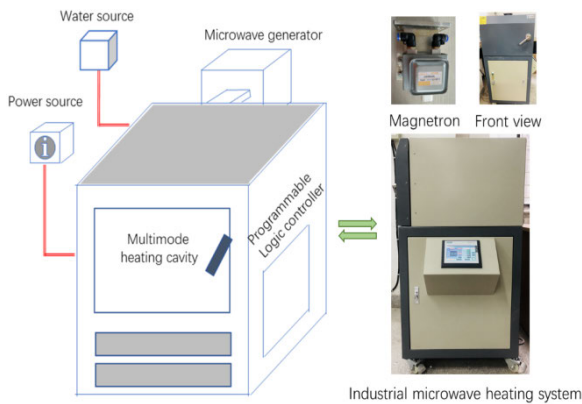 Water source
Microwave generator
Power source
i
Multimode
heating cavity
Programmable
Logic controller
Magnetron
Front view
Industrial microwave heating system